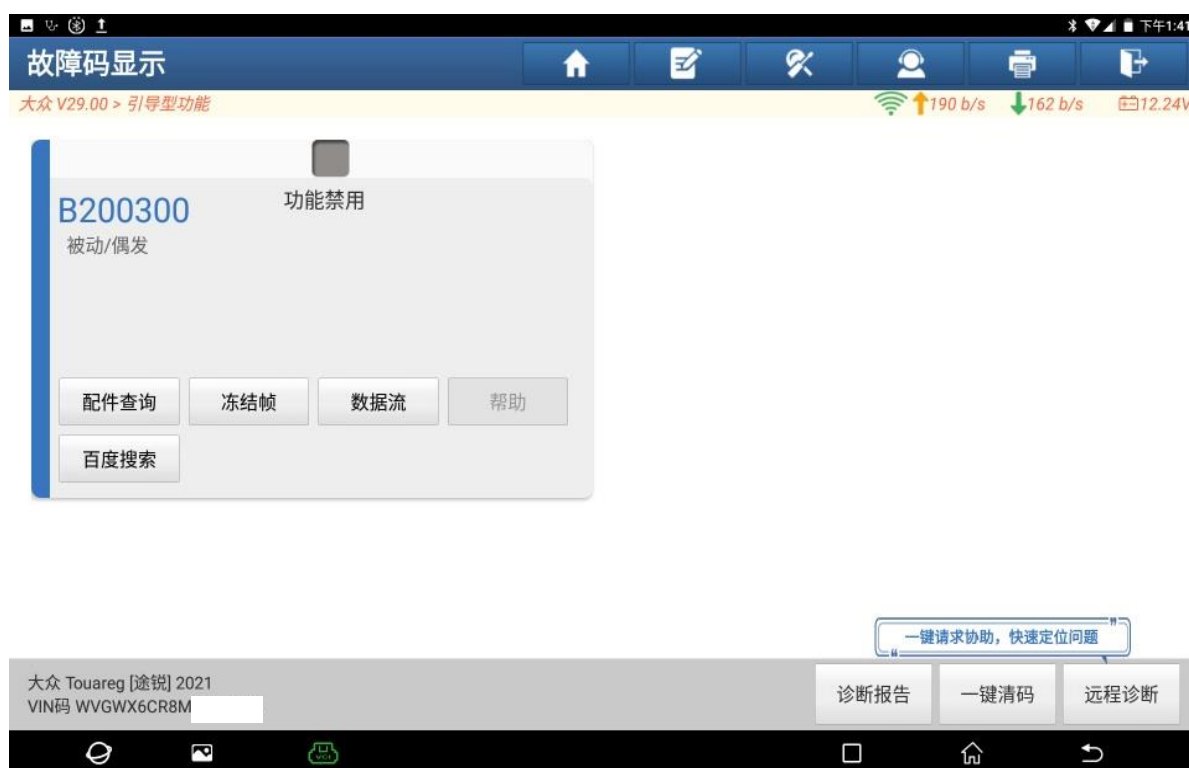 下午1:41
故障码显示
大众 V29.00 > 引导型功能
190 b/s 162 b/s 12.24V
B200300 功能禁用
被动/偶发
配件查询 冻结帧 数据流 帮助
百度搜索
一键请求协助，快速定位问题
大众 Touareg [途锐] 2021
VIN码 WVGWX6CR8M
诊断报告 一键清码 远程诊断